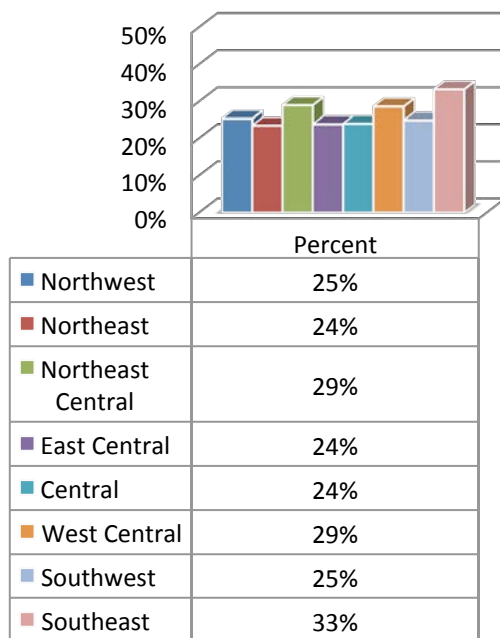 50%
40%
30%
20%
10%
0%
Percent
Northwest 25%
Northeast 24%
Northeast
Central 29%
East Central 24%
Central 24%
West Central 29%
Southwest 25%
Southeast 33%